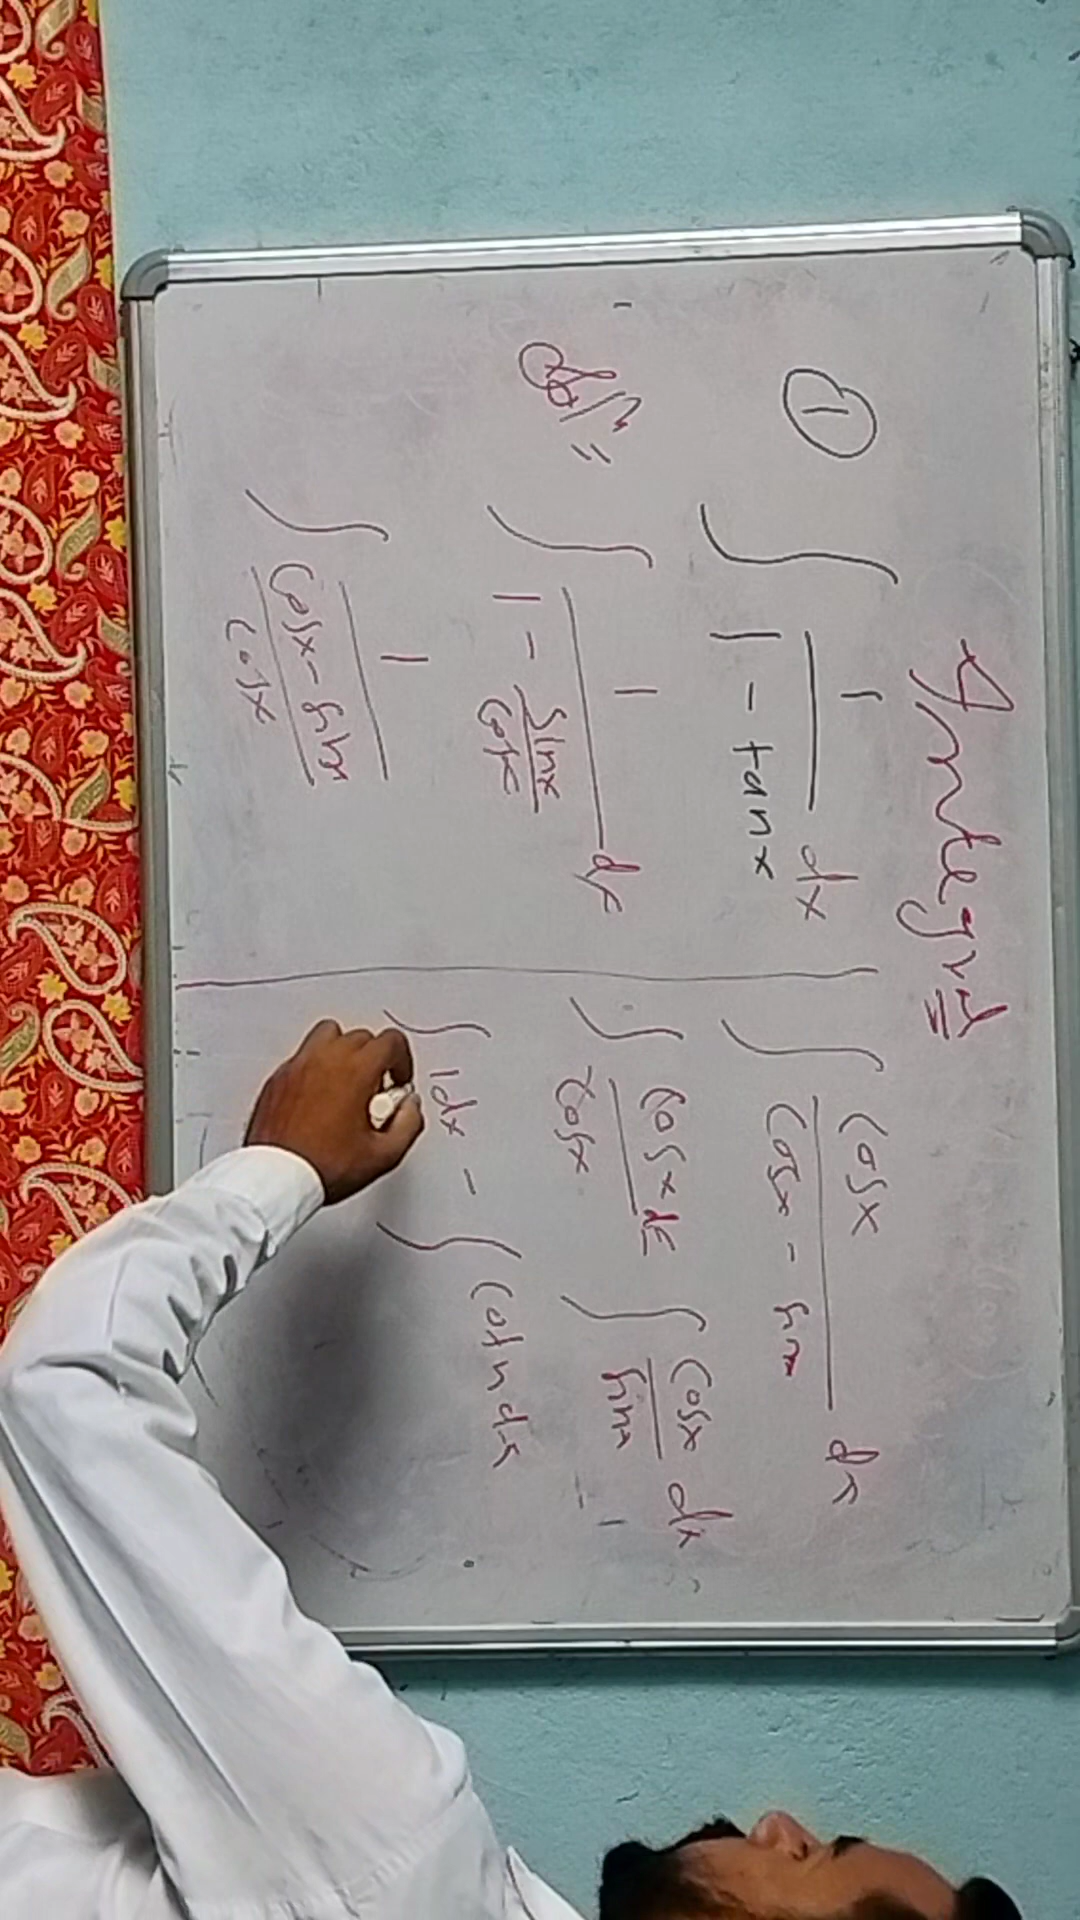 Integral
① ∫ 1 / (1 - tanx) dx
∫ 1 / (1 - Sinx/Cosx) dx
∫ 1 / ((Cosx - Sinx)/Cosx)
∫ Cosx / (Cosx - Sinx) dx
∫ Cosx/Cosx dx ∫ Cosx/Sinx dx
∫ 1dx - ∫ Cotx dx